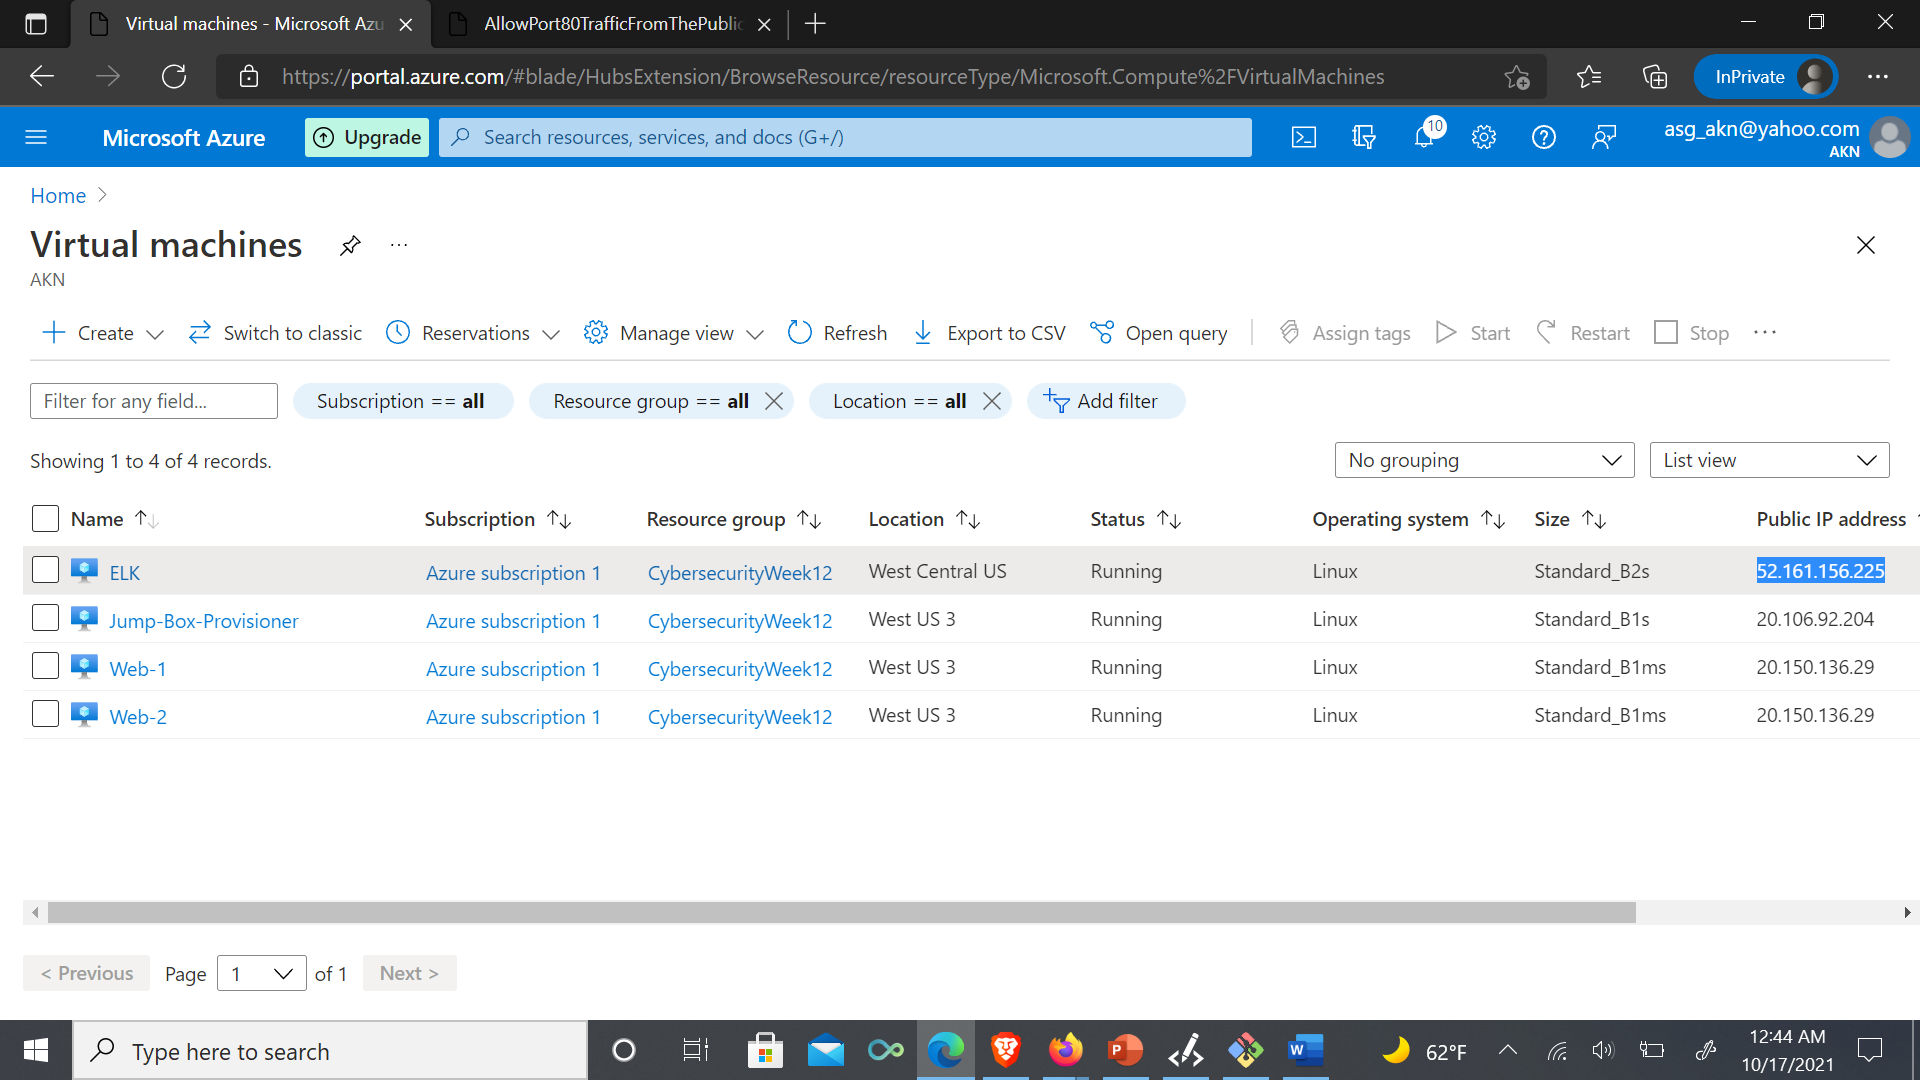 Virtual machines - Microsoft Azu
AllowPort80TrafficFromThePublic
https://portal.azure.com/#blade/HubsExtension/BrowseResource/resourceType/Microsoft.Compute%2FVirtualMachines
InPrivate
Microsoft Azure
Upgrade
Search resources, services, and docs (G+/)
10
asg_akn@yahoo.com
AKN
Home
Virtual machines
AKN
Create
Switch to classic
Reservations
Manage view
Refresh
Export to CSV
Open query
Assign tags
Start
Restart
Stop
Filter for any field...
Subscription == all
Resource group == all
Location == all
Add filter
Showing 1 to 4 of 4 records.
No grouping
List view
Name Subscription Resource group Location Status Operating system Size Public IP address
ELK Azure subscription 1 CybersecurityWeek12 West Central US Running Linux Standard_B2s 52.161.156.225
Jump-Box-Provisioner Azure subscription 1 CybersecurityWeek12 West US 3 Running Linux Standard_B1s 20.106.92.204
Web-1 Azure subscription 1 CybersecurityWeek12 West US 3 Running Linux Standard_B1ms 20.150.136.29
Web-2 Azure subscription 1 CybersecurityWeek12 West US 3 Running Linux Standard_B1ms 20.150.136.29
< Previous Page 1 of 1 Next >
Type here to search
62°F
12:44 AM
10/17/2021